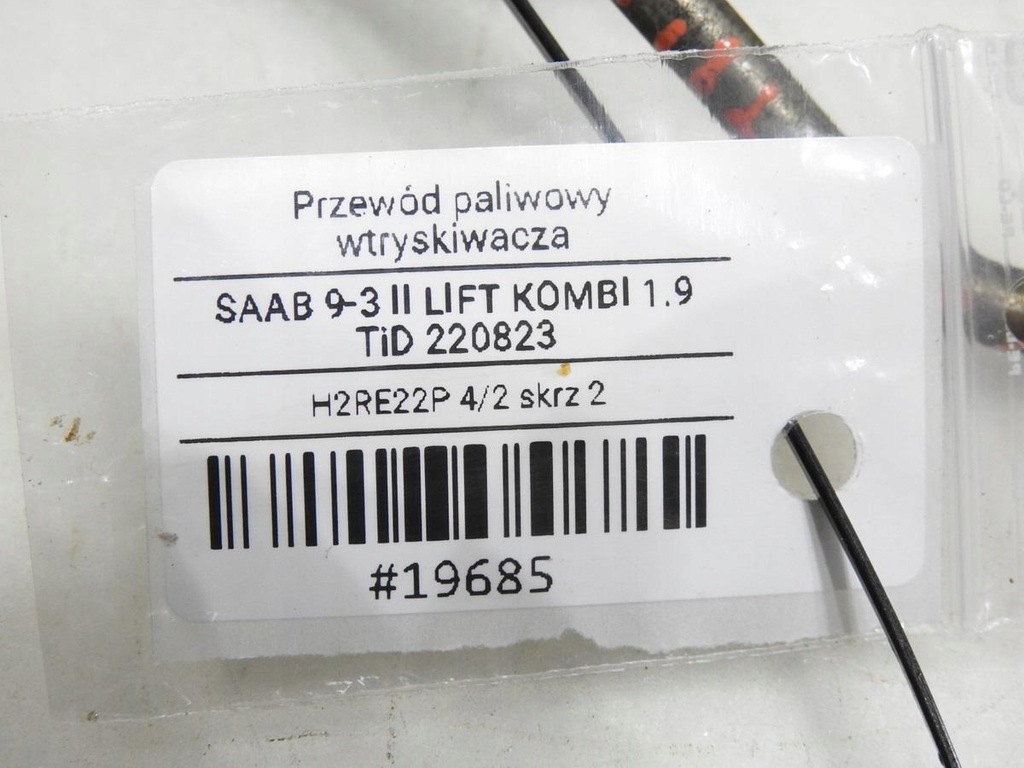 Przewód paliwowy
wtryskiwacza
SAAB 9-3 II LIFT KOMBI 1.9
TiD 220823
H2RE22P 4/2 skrz 2
#19685